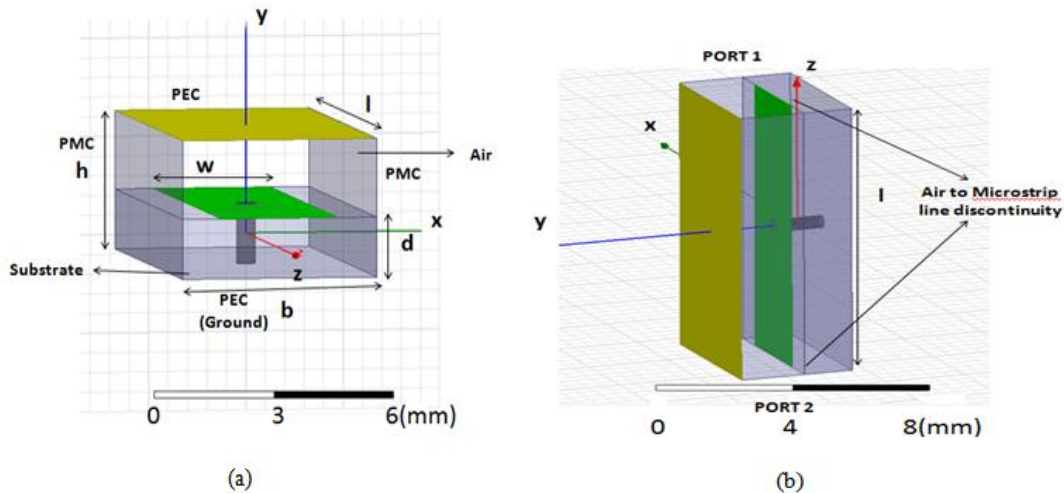 y
PEC
l
PMC
h
w
Air
PMC
x
d
Substrate
z
PEC
(Ground)
b
0 3 6(mm)
(a)
PORT 1
z
x
Air to Microstrip
line discontinuity
l
y
PORT 2
0 4 8(mm)
(b)